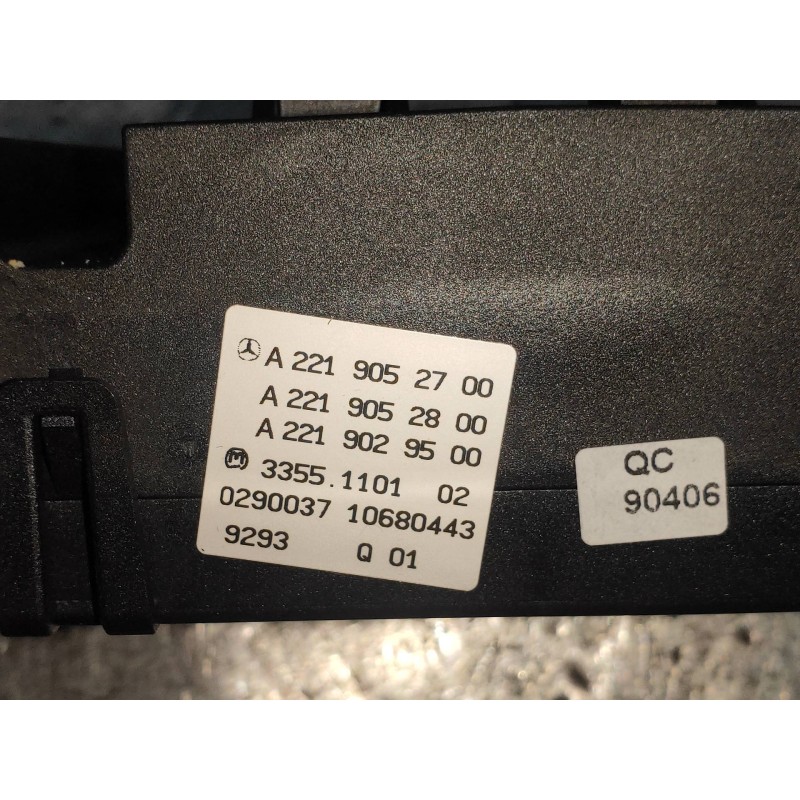 A 221 905 27 00
A 221 905 28 00
A 221 902 95 00
M 3355.1101 02
0290037 10680443
9293 Q 01
QC
90406